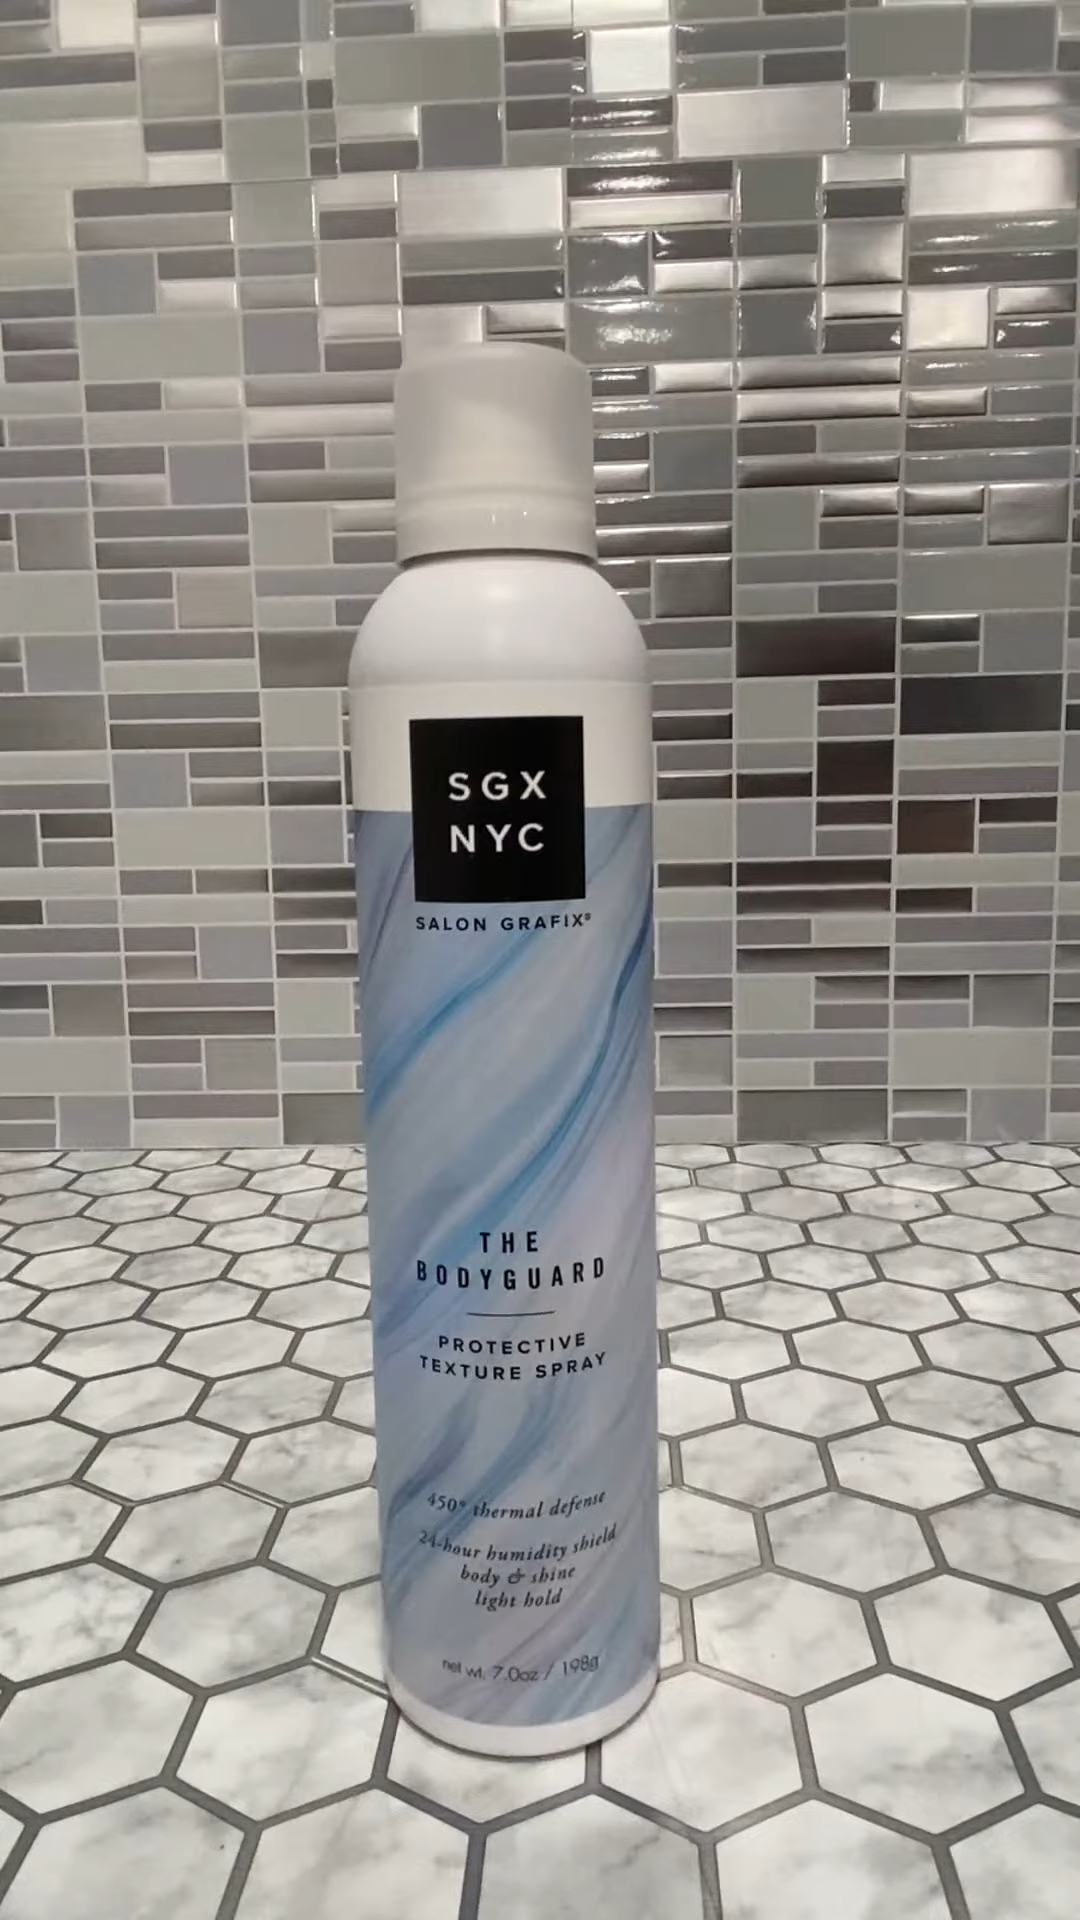 SGX
NYC
SALON GRAFIX®
THE
BODYGUARD
PROTECTIVE
TEXTURE SPRAY
450° thermal defense
24-hour humidity shield
body & shine
light hold
net wt. 7.0oz / 198g